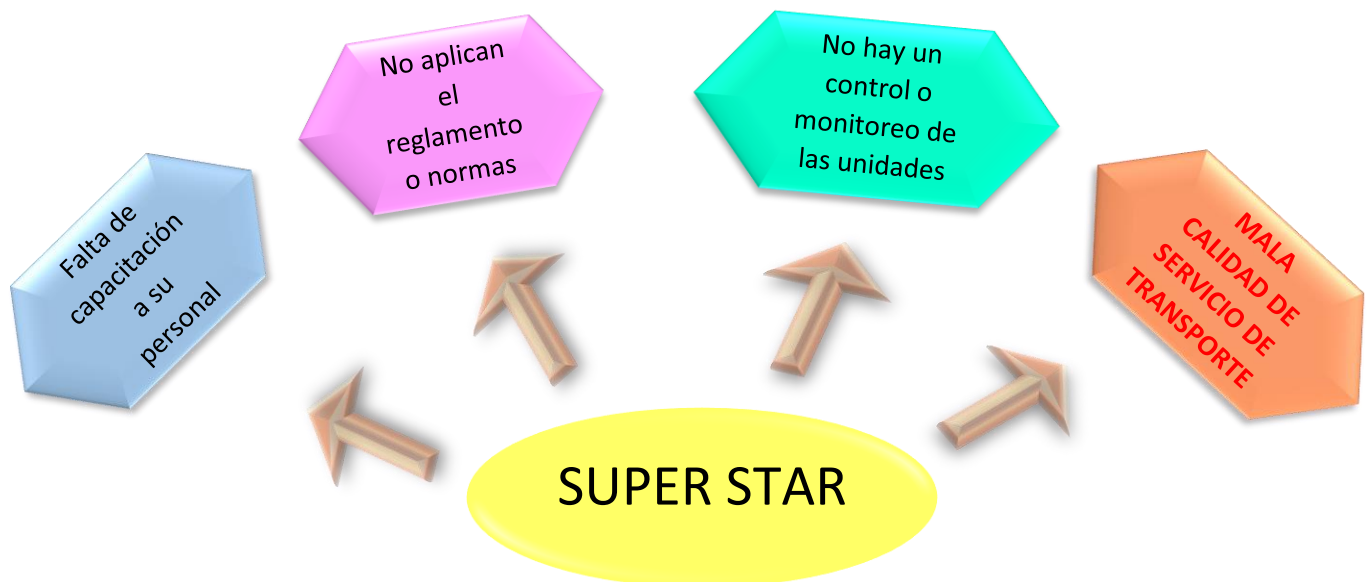 Falta de
capacitación
a su
personal
No aplican
el
reglamento
o normas
No hay un
control o
monitoreo de
las unidades
MALA
CALIDAD DE
SERVICIO DE
TRANSPORTE
SUPER STAR